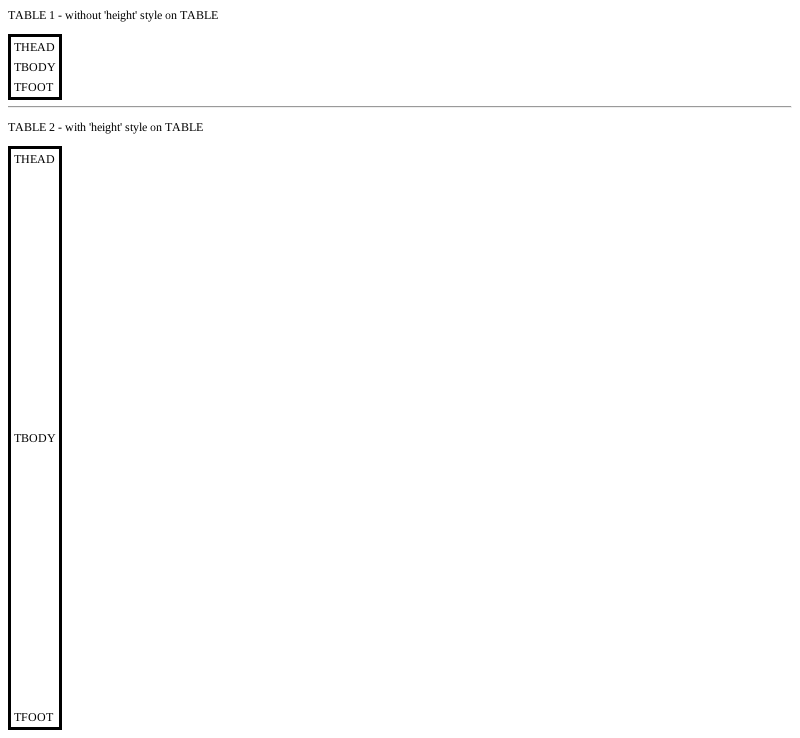 TABLE 1 - without 'height' style on TABLE
THEAD
TBODY
TFOOT
TABLE 2 - with 'height' style on TABLE
THEAD
TBODY
TFOOT